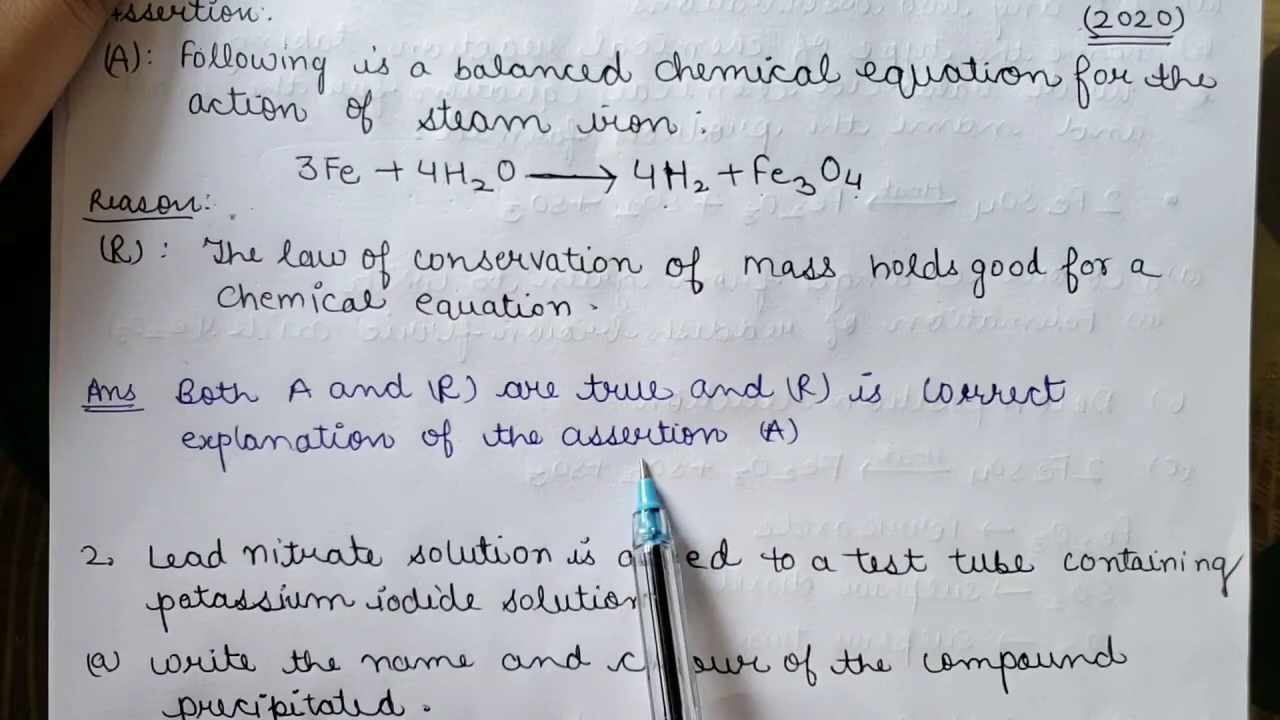 Assertion: (2020)
(A): Following is a balanced chemical equation for the
action of steam iron:
3Fe + 4H₂O ⟶ 4H₂ + Fe₃O₄
Reason:
(R): The law of conservation of mass holds good for a
chemical equation.
Ans Both A and (R) are true and (R) is correct
explanation of the assertion (A)
2. Lead nitrate solution is to a test tube containing
potassium iodide solution
(a) write the name and of the compound
precipitated.